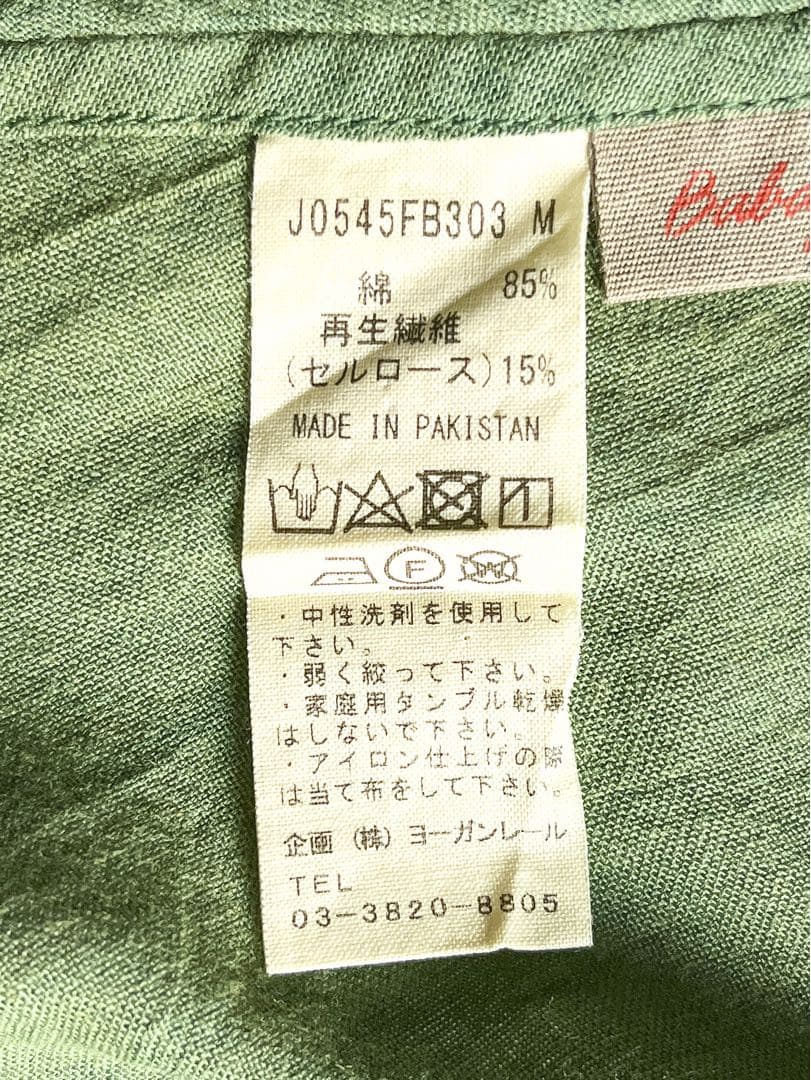 J0545FB303 M
綿 85%
再生繊維
(セルロース)15%
MADE IN PAKISTAN
F
W
・中性洗剤を使用して
下さい。
・弱く絞って下さい。
・家庭用タンブル乾燥
はしないで下さい。
・アイロン仕上げの際
は当て布をして下さい。
企画 (株) ヨーガンレール
TEL
03-3820-8805